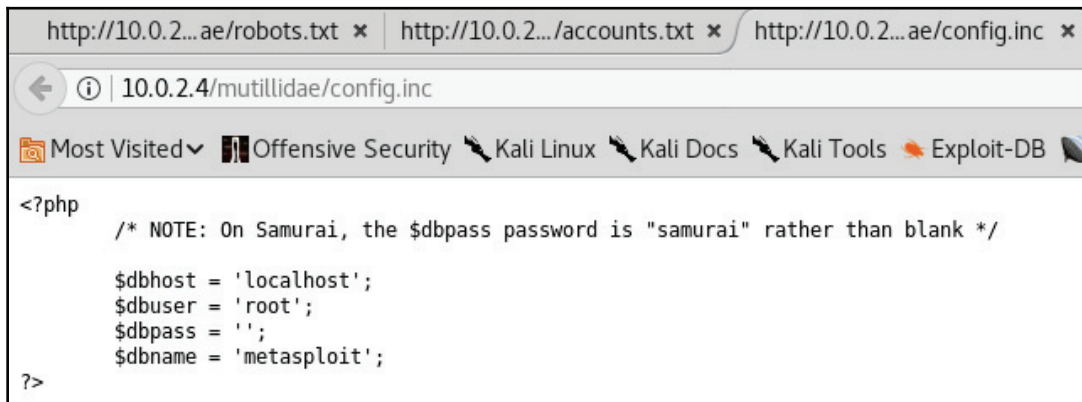 http://10.0.2...ae/robots.txt × http://10.0.2.../accounts.txt × http://10.0.2...ae/config.inc ×
10.0.2.4/mutillidae/config.inc
Most Visited Offensive Security Kali Linux Kali Docs Kali Tools Exploit-DB
<?php
/* NOTE: On Samurai, the $dbpass password is "samurai" rather than blank */
$dbhost = 'localhost';
$dbuser = 'root';
$dbpass = '';
$dbname = 'metasploit';
?>